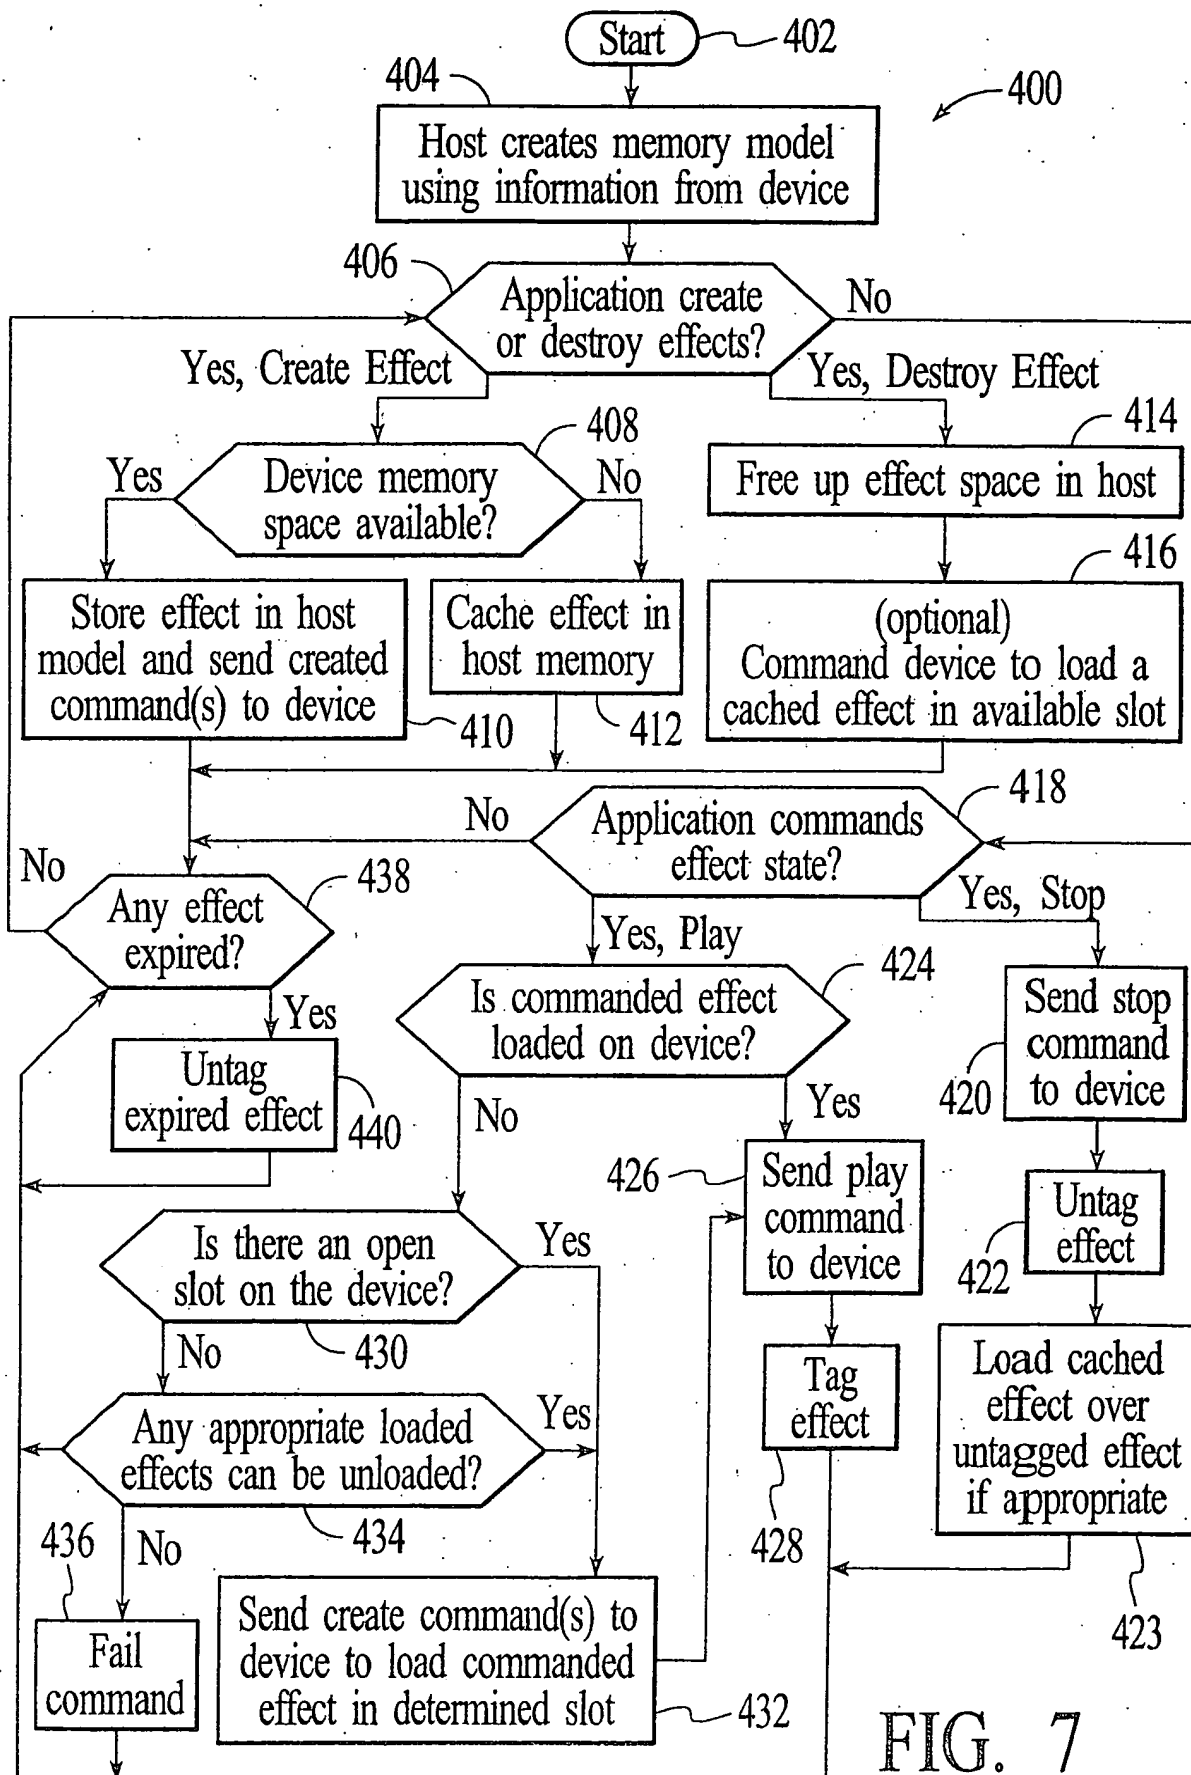 Start
402
404
400
Host creates memory model
using information from device
406
Application create
or destroy effects?
No
Yes, Create Effect
Yes, Destroy Effect
408
414
Yes
Device memory
space available?
No
Free up effect space in host
416
Store effect in host
model and send created
command(s) to device
410
Cache effect in
host memory
412
(optional)
Command device to load a
cached effect in available slot
418
No
Application commands
effect state?
No
438
Any effect
expired?
Yes, Stop
Yes, Play
424
Is commanded effect
loaded on device?
Send stop
command
to device
420
Yes
Untag
expired effect
440
No
Yes
426
Send play
command
to device
Untag
effect
422
Is there an open
slot on the device?
Yes
430
No
Tag
effect
428
Load cached
effect over
untagged effect
if appropriate
423
Any appropriate loaded
effects can be unloaded?
Yes
434
436
No
Fail
command
Send create command(s) to
device to load commanded
effect in determined slot
432
FIG. 7